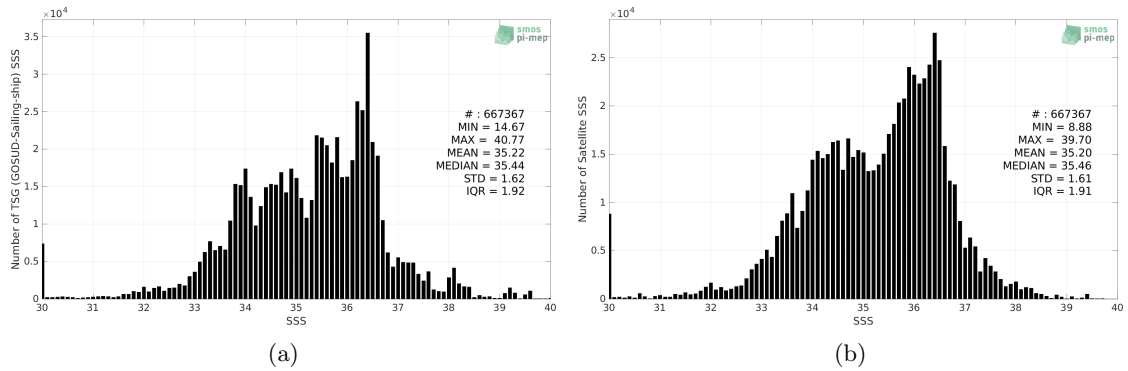 ×10^4
smos
pi-mep
3.5
3
2.5
2
1.5
1
0.5
0
Number of TSG (GOSUD-Sailing-ship) SSS
# : 667367
MIN = 14.67
MAX = 40.77
MEAN = 35.22
MEDIAN = 35.44
STD = 1.62
IQR = 1.92
30 31 32 33 34 35 36 37 38 39 40
SSS
(a)
×10^4
smos
pi-mep
2.5
2
1.5
1
0.5
0
Number of Satellite SSS
# : 667367
MIN = 8.88
MAX = 39.70
MEAN = 35.20
MEDIAN = 35.46
STD = 1.61
IQR = 1.91
30 31 32 33 34 35 36 37 38 39 40
SSS
(b)